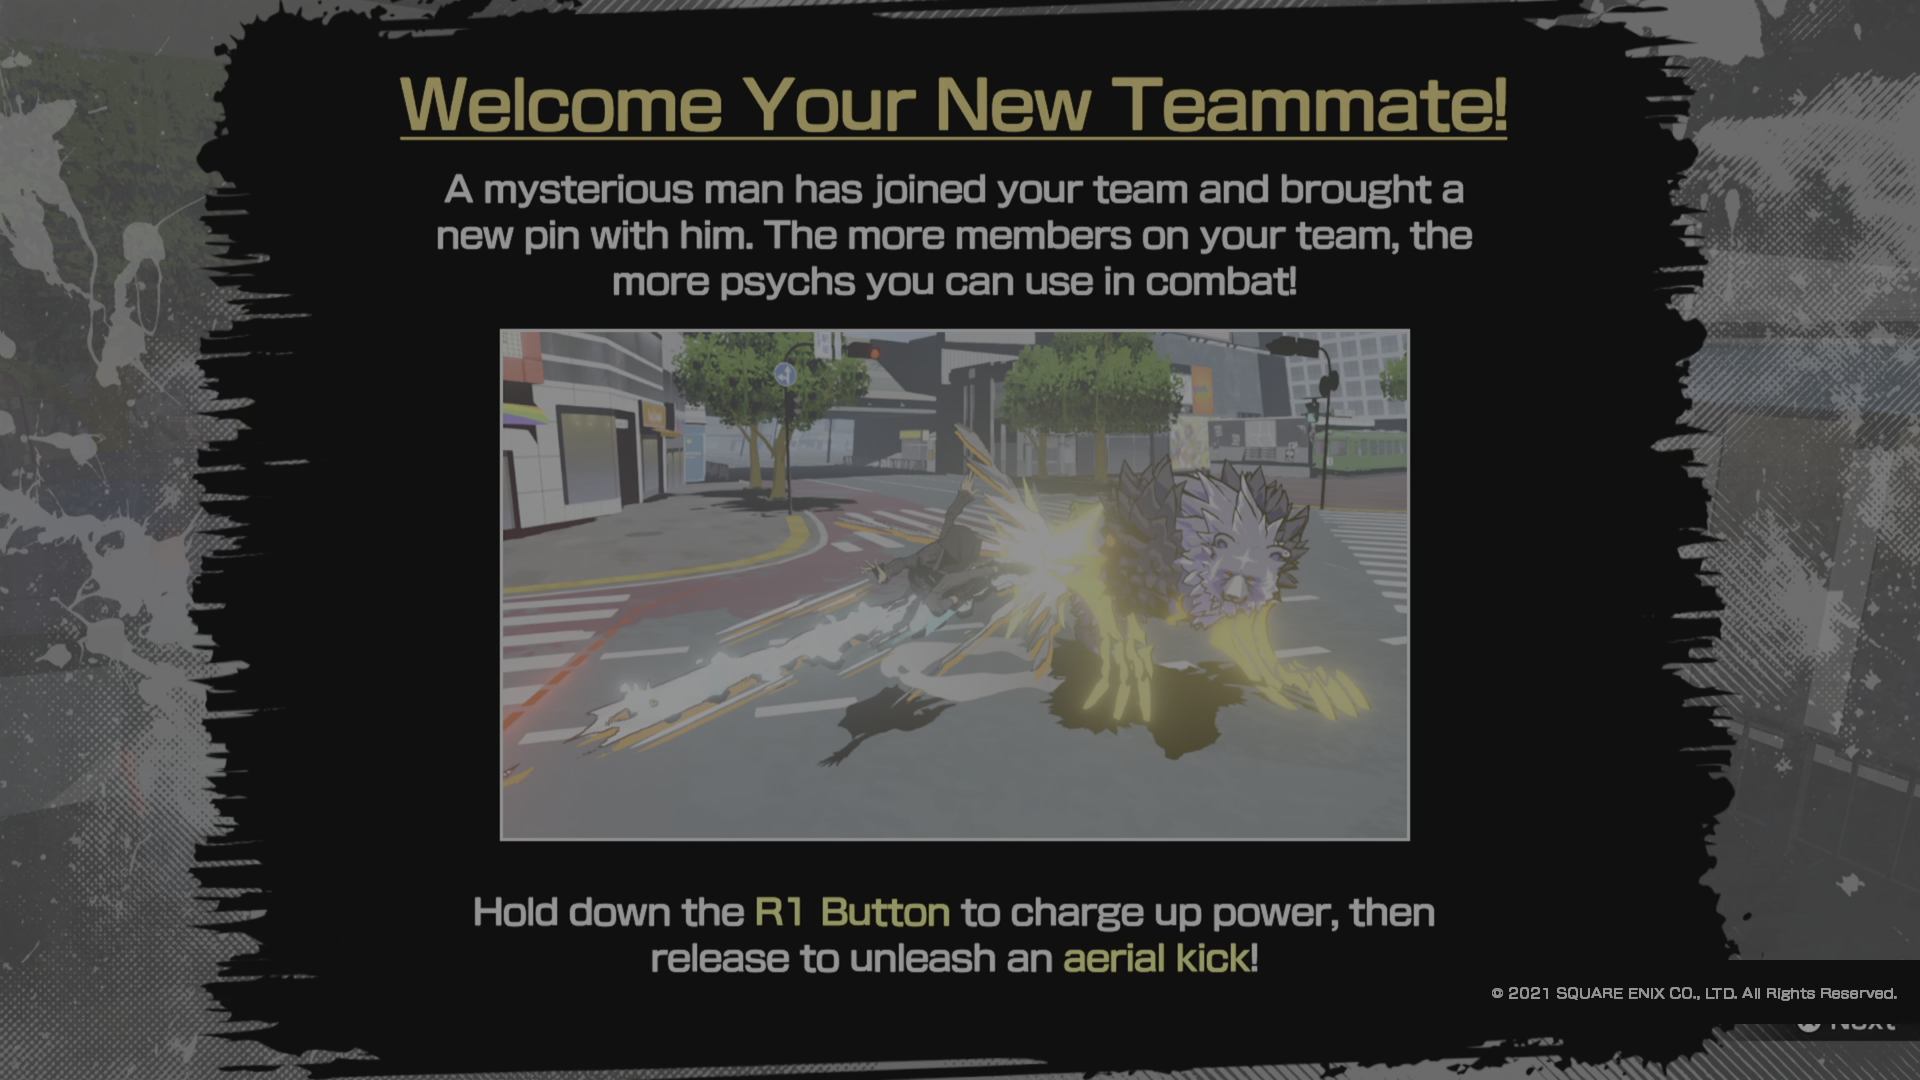 Welcome Your New Teammate!
A mysterious man has joined your team and brought a
new pin with him. The more members on your team, the
more psychs you can use in combat!
Hold down the R1 Button to charge up power, then
release to unleash an aerial kick!
© 2021 SQUARE ENIX CO., LTD. All Rights Reserved.
Next